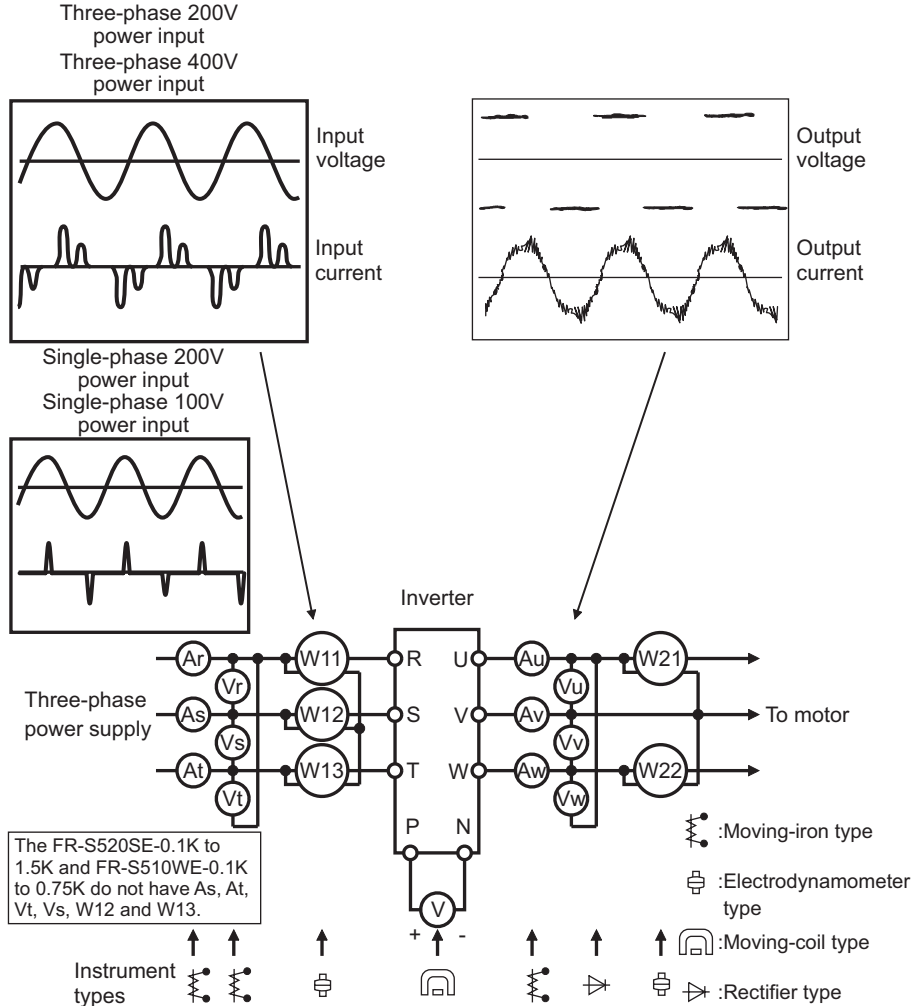 Three-phase 200V
power input
Three-phase 400V
power input
Input
voltage
Input
current
Output
voltage
Output
current
Single-phase 200V
power input
Single-phase 100V
power input
Inverter
Ar
W11
R
U
Au
W21
Vr
Vu
Three-phase
power supply
As
W12
S
V
Av
To motor
Vs
Vv
At
W13
T
W
Aw
W22
Vt
Vw
P
N
The FR-S520SE-0.1K to
1.5K and FR-S510WE-0.1K
to 0.75K do not have As, At,
Vt, Vs, W12 and W13.
V
+
-
:Moving-iron type
:Electrodynamometer
type
:Moving-coil type
:Rectifier type
Instrument
types